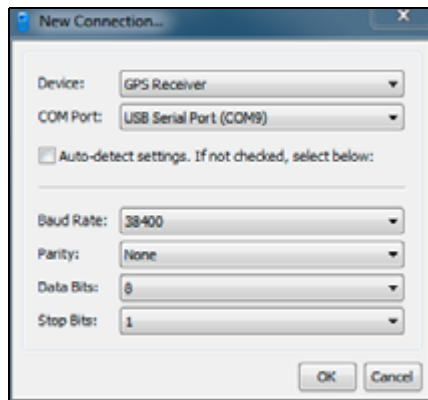 New Connection...
Device: GPS Receiver
COM Port: USB Serial Port (COM9)
Auto-detect settings. If not checked, select below:
Baud Rate: 38400
Parity: None
Data Bits: 8
Stop Bits: 1
OK Cancel